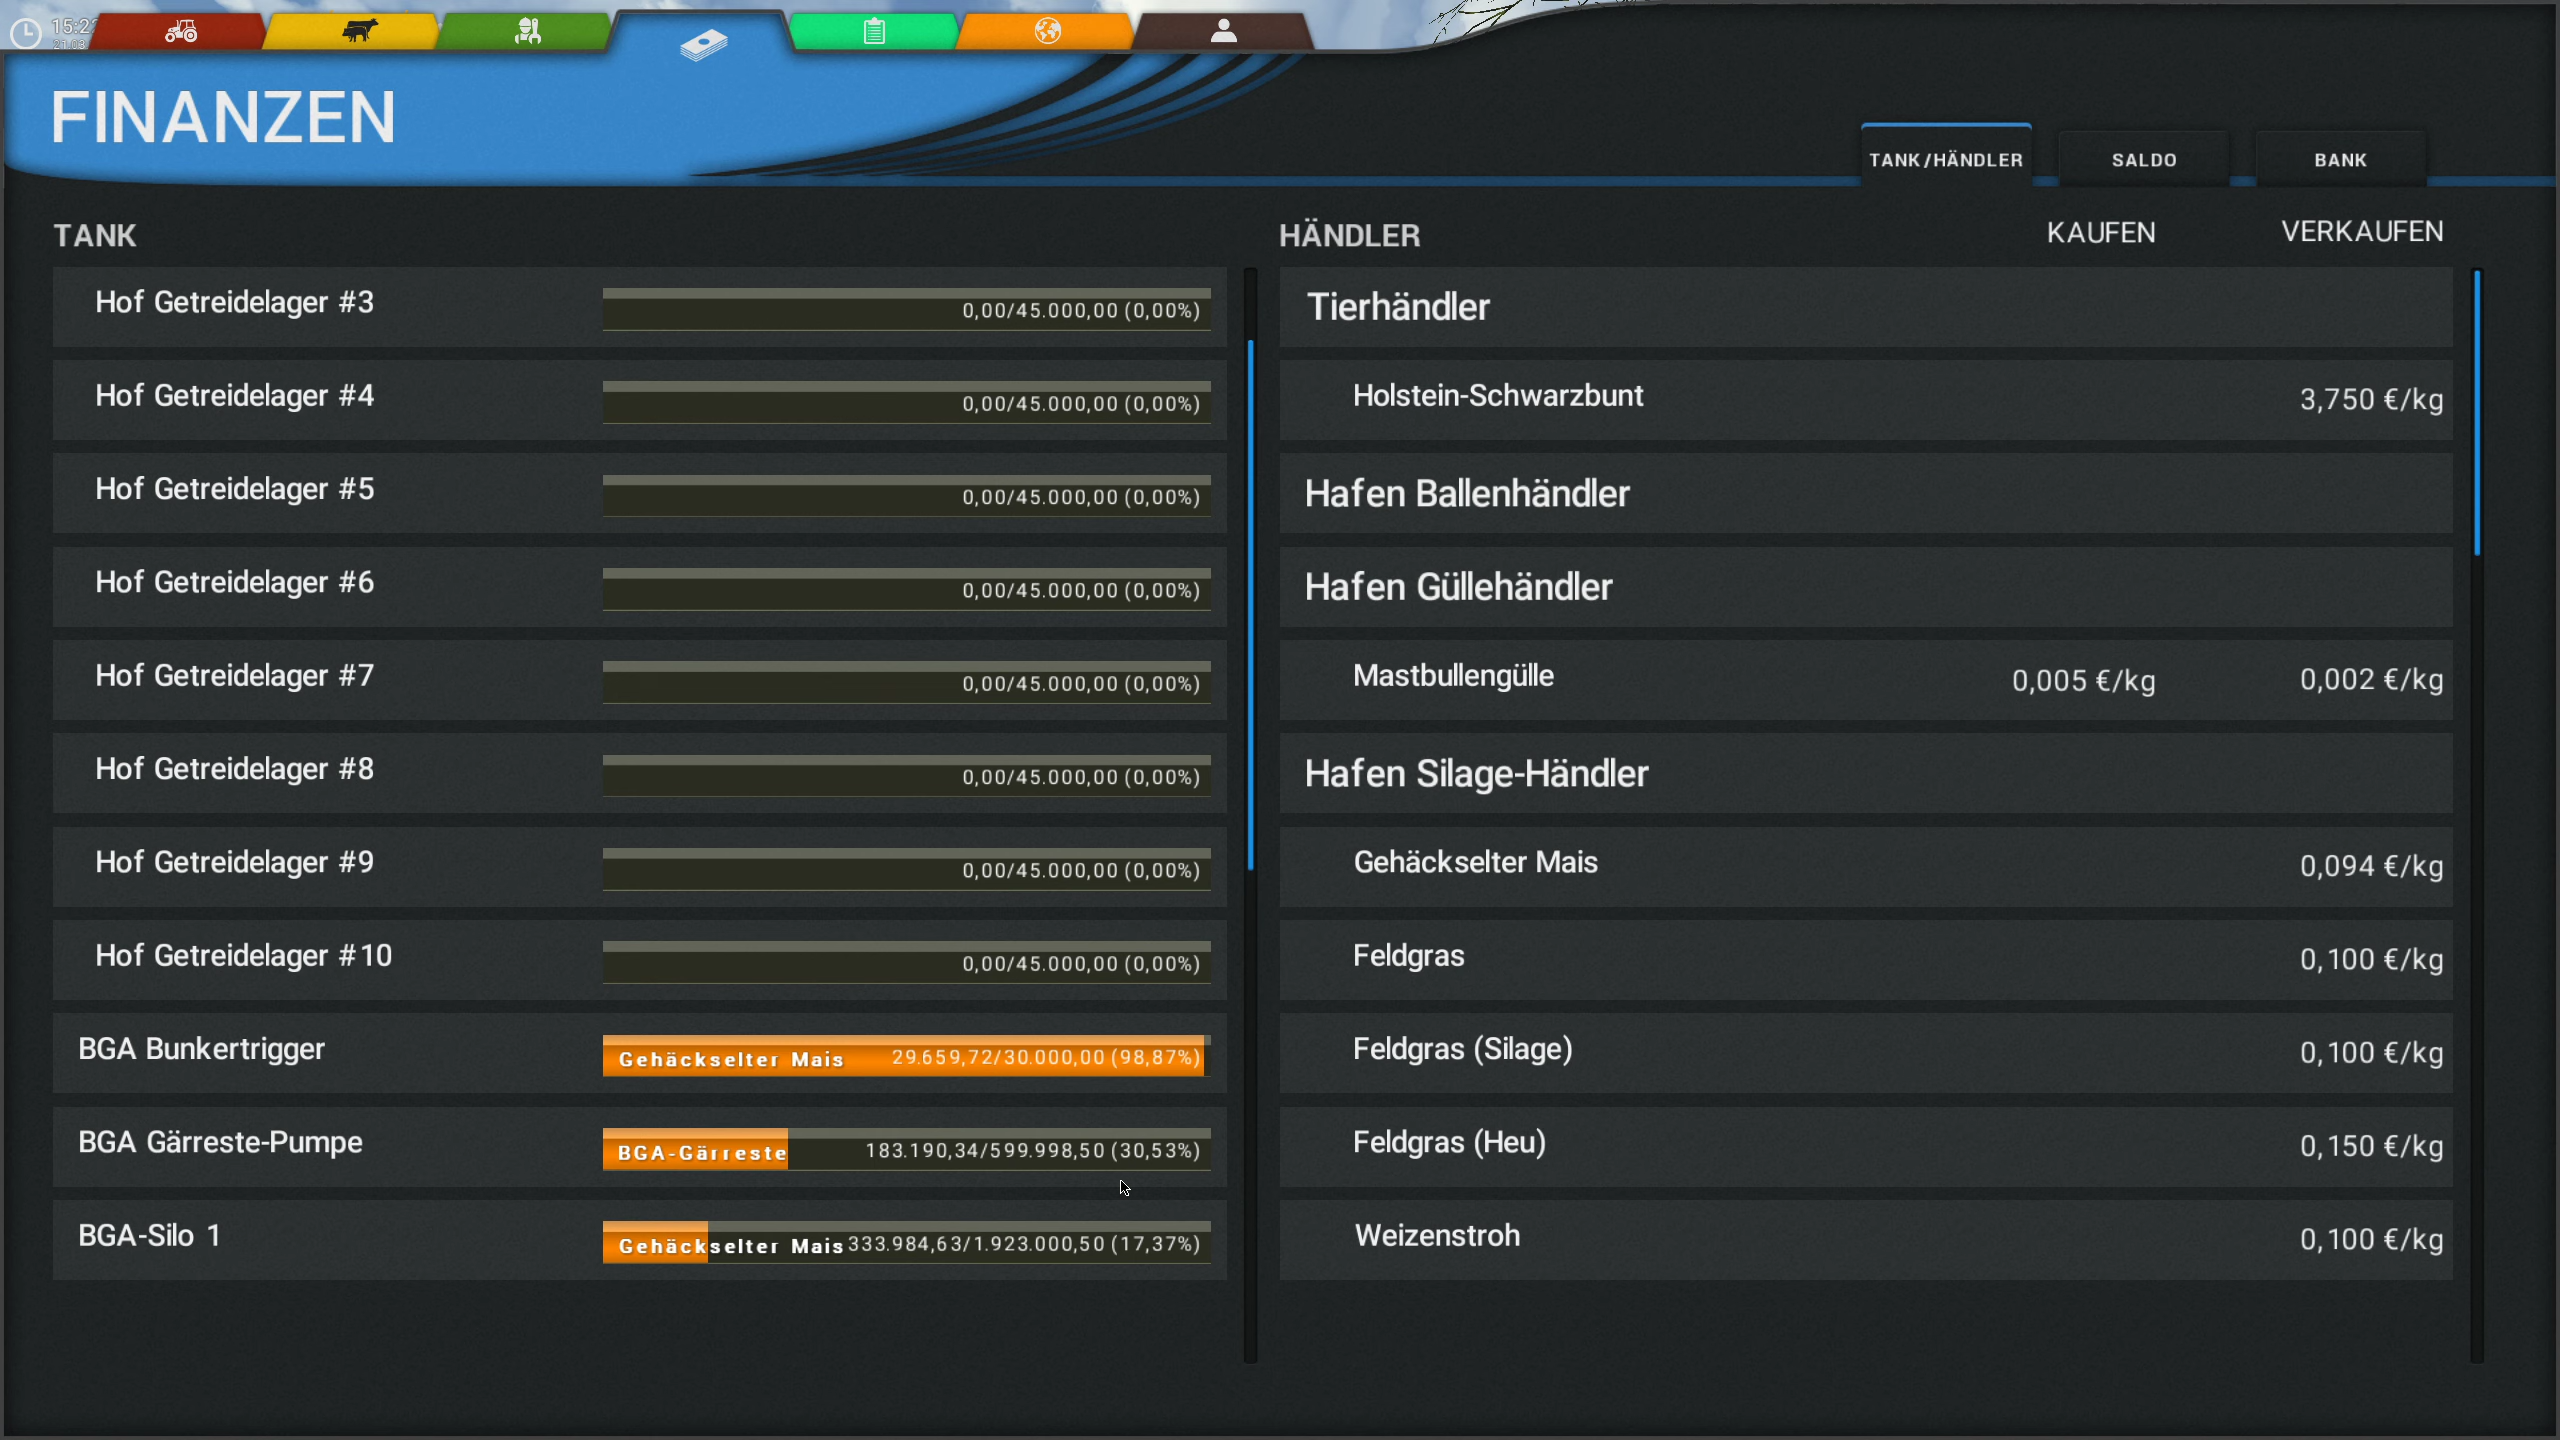 21.03.
FINANZEN
TANK/HÄNDLER
SALDO
BANK
TANK
Hof Getreidelager #3
0,00/45.000,00 (0,00%)
Hof Getreidelager #4
0,00/45.000,00 (0,00%)
Hof Getreidelager #5
0,00/45.000,00 (0,00%)
Hof Getreidelager #6
0,00/45.000,00 (0,00%)
Hof Getreidelager #7
0,00/45.000,00 (0,00%)
Hof Getreidelager #8
0,00/45.000,00 (0,00%)
Hof Getreidelager #9
0,00/45.000,00 (0,00%)
Hof Getreidelager #10
0,00/45.000,00 (0,00%)
BGA Bunkertrigger
Gehäckselter Mais 29.659,72/30.000,00 (98,87%)
BGA Gärreste-Pumpe
BGA-Gärreste 183.190,34/599.998,50 (30,53%)
BGA-Silo 1
Gehäckselter Mais 333.984,63/1.923.000,50 (17,37%)
HÄNDLER KAUFEN VERKAUFEN
Tierhändler
Holstein-Schwarzbunt 3,750 €/kg
Hafen Ballenhändler
Hafen Güllehändler
Mastbullengülle 0,005 €/kg 0,002 €/kg
Hafen Silage-Händler
Gehäckselter Mais 0,094 €/kg
Feldgras 0,100 €/kg
Feldgras (Silage) 0,100 €/kg
Feldgras (Heu) 0,150 €/kg
Weizenstroh 0,100 €/kg